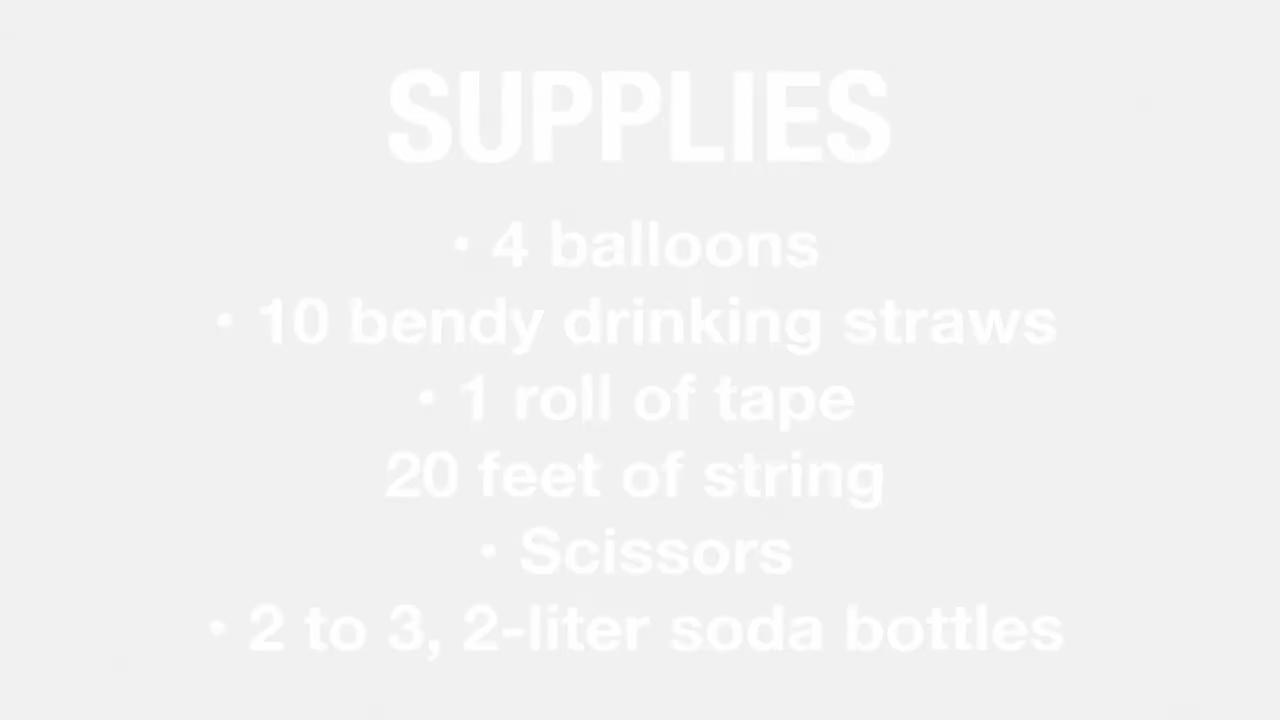 SUPPLIES
• 4 balloons
• 10 bendy drinking straws
• 1 roll of tape
20 feet of string
• Scissors
• 2 to 3, 2-liter soda bottles